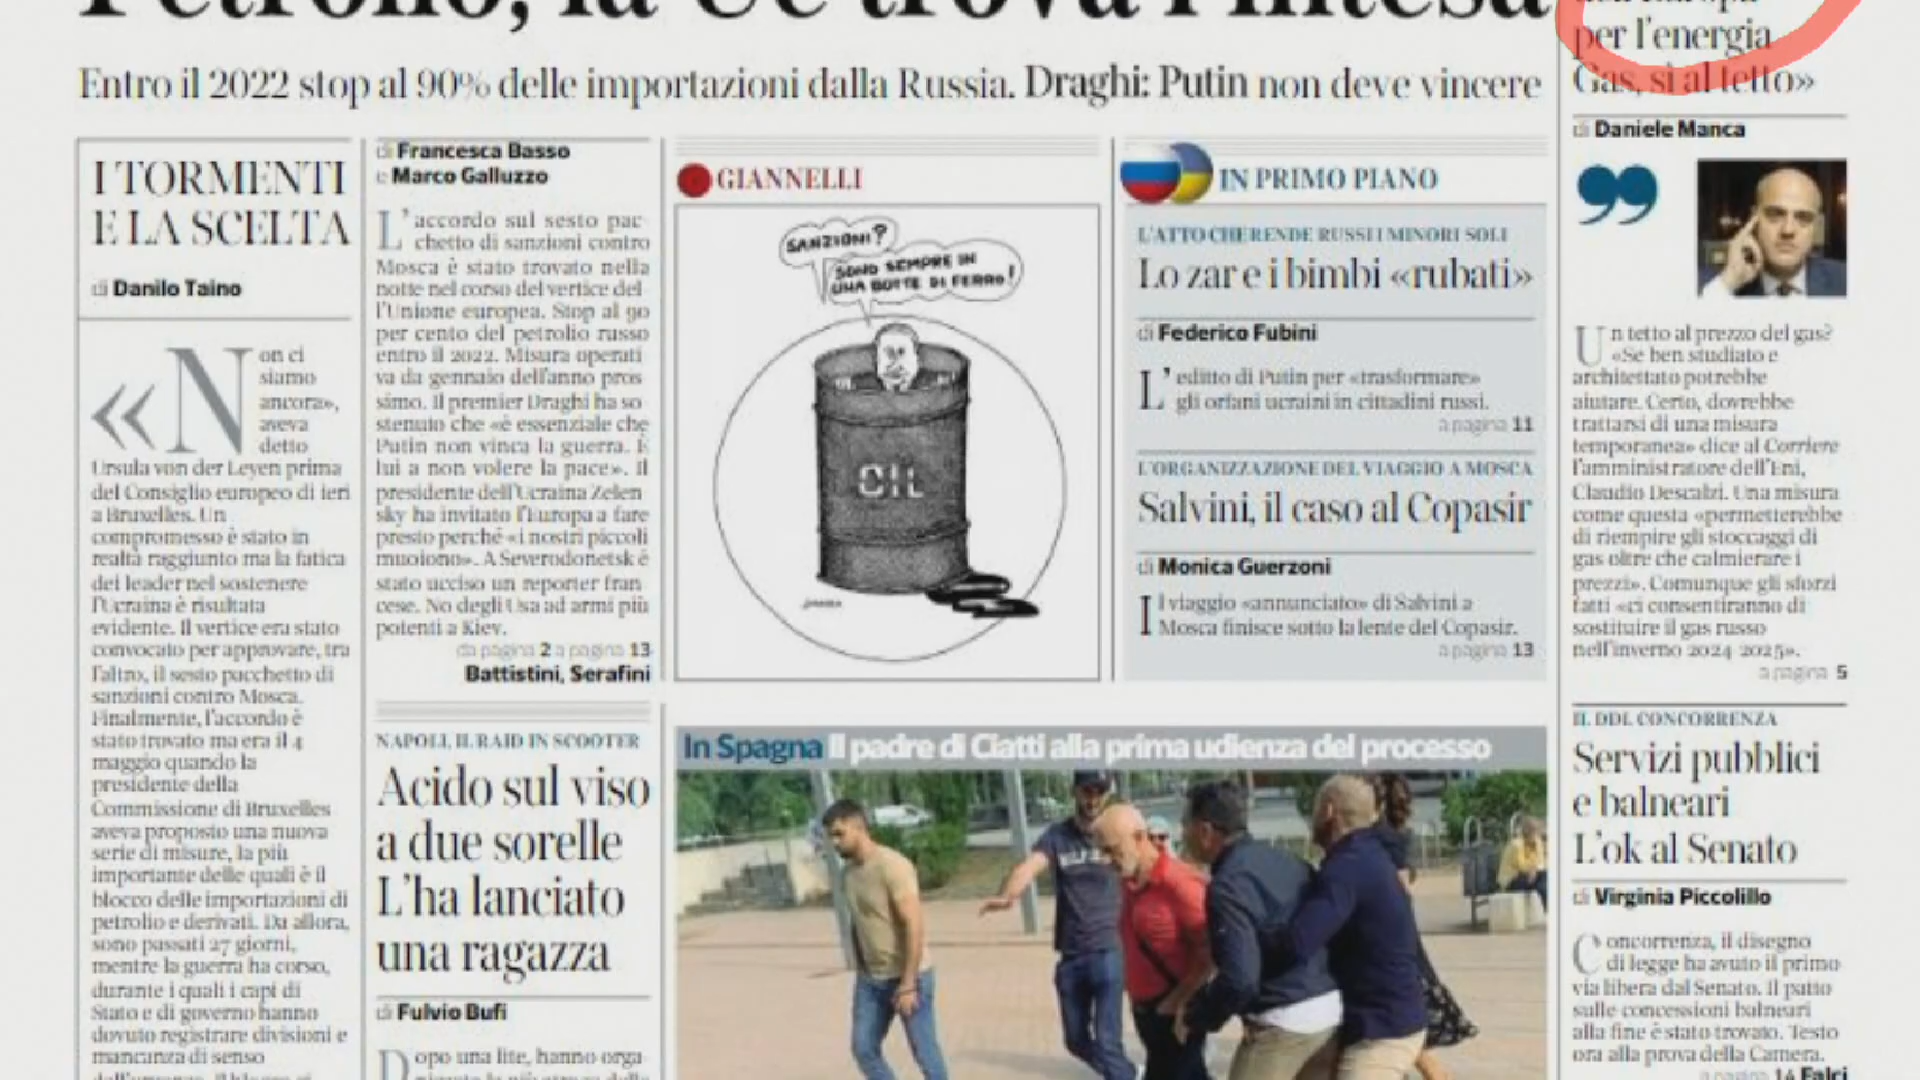 Petrolio, la Ue trova l'intesa
per l'energia
Gas, sì al tetto»
Entro il 2022 stop al 90% delle importazioni dalla Russia. Draghi: Putin non deve vincere
I TORMENTI
E LA SCELTA
di Danilo Taino
«Non ci
siamo
ancora»,
aveva
detto
Ursula von der Leyen prima
del Consiglio europeo di ieri
a Bruxelles. Un
compromesso è stato in
realtà raggiunto ma la fatica
dei leader nel sostenere
l'Ucraina è risultata
evidente. Il vertice era stato
convocato per approvare, tra
l'altro, il sesto pacchetto di
sanzioni contro Mosca.
Finalmente, l'accordo è
stato trovato ma era il 4
maggio quando la
presidente della
Commissione di Bruxelles
aveva proposto una nuova
serie di misure, la più
importante delle quali è il
blocco delle importazioni di
petrolio e derivati. Da allora,
sono passati 27 giorni,
mentre la guerra ha corso,
durante i quali i capi di
Stato e di governo hanno
dovuto registrare divisioni e
mancanza di senso
di Francesca Basso
e Marco Galluzzo
L'accordo sul sesto pac-
chetto di sanzioni contro
Mosca è stato trovato nella
notte nel corso del vertice del-
l'Unione europea. Stop al 90
per cento del petrolio russo
entro il 2022. Misura operati-
va da gennaio dell'anno pros-
simo. Il premier Draghi ha so-
stenuto che «è essenziale che
Putin non vinca la guerra. È
lui a non volere la pace». Il
presidente dell'Ucraina Zelen-
sky ha invitato l'Europa a fare
presto perché «i nostri piccoli
muoiono». A Severodonetsk è
stato ucciso un reporter fran-
cese. No degli Usa ad armi più
potenti a Kiev.
da pagina 2 a pagina 13
Battistini, Serafini
NAPOLI, IL RAID IN SCOOTER
Acido sul viso
a due sorelle
L'ha lanciato
una ragazza
di Fulvio Bufi
Dopo una lite, hanno orga-
GIANNELLI
SANZIONI?
SONO SEMPRE IN
UNA BOTTE DI FERRO!
OIL
IN PRIMO PIANO
L'ATTO CHE RENDE RUSSI I MINORI SOLI
Lo zar e i bimbi «rubati»
di Federico Fubini
L'editto di Putin per «trasformare»
gli orfani ucraini in cittadini russi.
a pagina 11
L'ORGANIZZAZIONE DEL VIAGGIO A MOSCA
Salvini, il caso al Copasir
di Monica Guerzoni
Il viaggio «annunciato» di Salvini a
Mosca finisce sotto la lente del Copasir.
a pagina 13
In Spagna Il padre di Ciatti alla prima udienza del processo
di Daniele Manca
Un tetto al prezzo del gas?
«Se ben studiato e
architettato potrebbe
aiutare. Certo, dovrebbe
trattarsi di una misura
temporanea» dice al Corriere
l'amministratore dell'Eni,
Claudio Descalzi. Una misura
come questa «permetterebbe
di riempire gli stoccaggi di
gas oltre che calmierare i
prezzi». Comunque gli sforzi
fatti «ci consentiranno di
sostituire il gas russo
nell'inverno 2024-2025».
a pagina 5
IL DDL CONCORRENZA
Servizi pubblici
e balneari
L'ok al Senato
di Virginia Piccolillo
Concorrenza, il disegno
di legge ha avuto il primo
via libera dal Senato. Il patto
sulle concessioni balneari
alla fine è stato trovato. Testo
ora alla prova della Camera.
a pagina 14 Falci